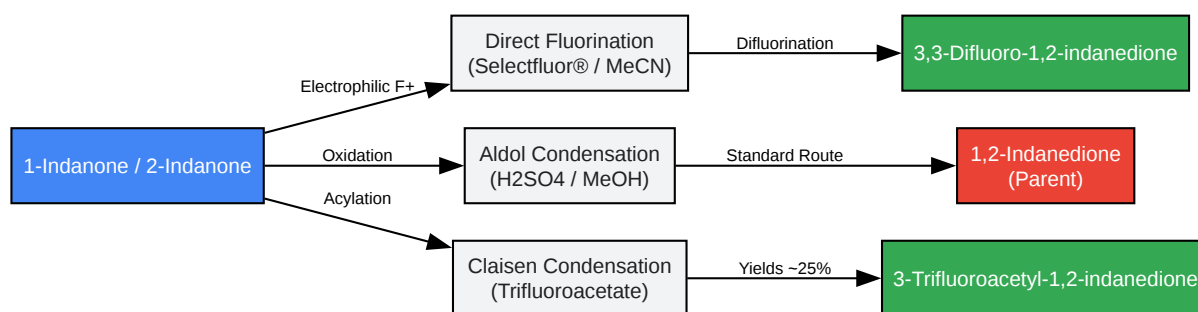 Direct Fluorination
(Selectfluor® / MeCN)
Difluorination
3,3-Difluoro-1,2-indanedione
Electrophilic F+
1-Indanone / 2-Indanone
Oxidation
Aldol Condensation
(H2SO4 / MeOH)
Standard Route
1,2-Indanedione
(Parent)
Acylation
Claisen Condensation
(Trifluoroacetate)
Yields ~25%
3-Trifluoroacetyl-1,2-indanedione